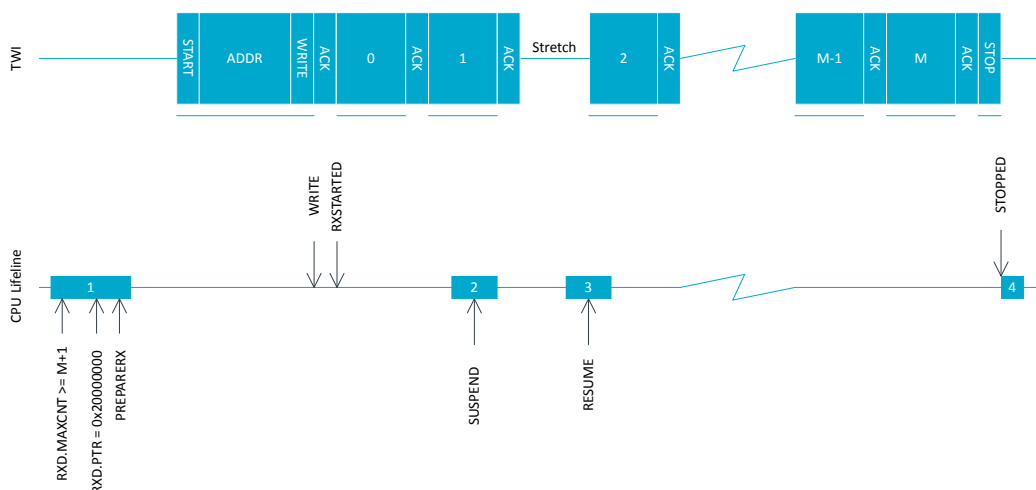 TWI
START
ADDR
WRITE
ACK
0
ACK
1
ACK
Stretch
2
ACK
M-1
ACK
M
ACK
STOP
CPU Lifeline
WRITE
RXSTARTED
STOPPED
1
2
3
4
RXD.MAXCNT >= M+1
RXD.PTR = 0x20000000
PREPARERX
SUSPEND
RESUME